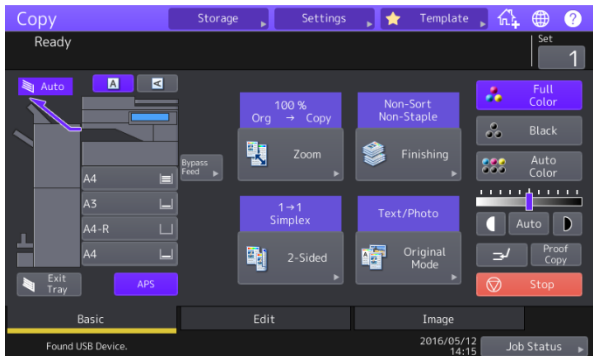 Copy
Storage
Settings
Template
?
Ready
Set
1
Auto
A
A
100 %
Org → Copy
Zoom
Non-Sort
Non-Staple
Finishing
Full
Color
Black
Auto
Color
Bypass
Feed
A4
A3
A4-R
A4
1→1
Simplex
2-Sided
Text/Photo
Original
Mode
Auto
Proof
Copy
Exit
Tray
APS
Stop
Basic
Edit
Image
Found USB Device.
2016/05/12
14:15
Job Status